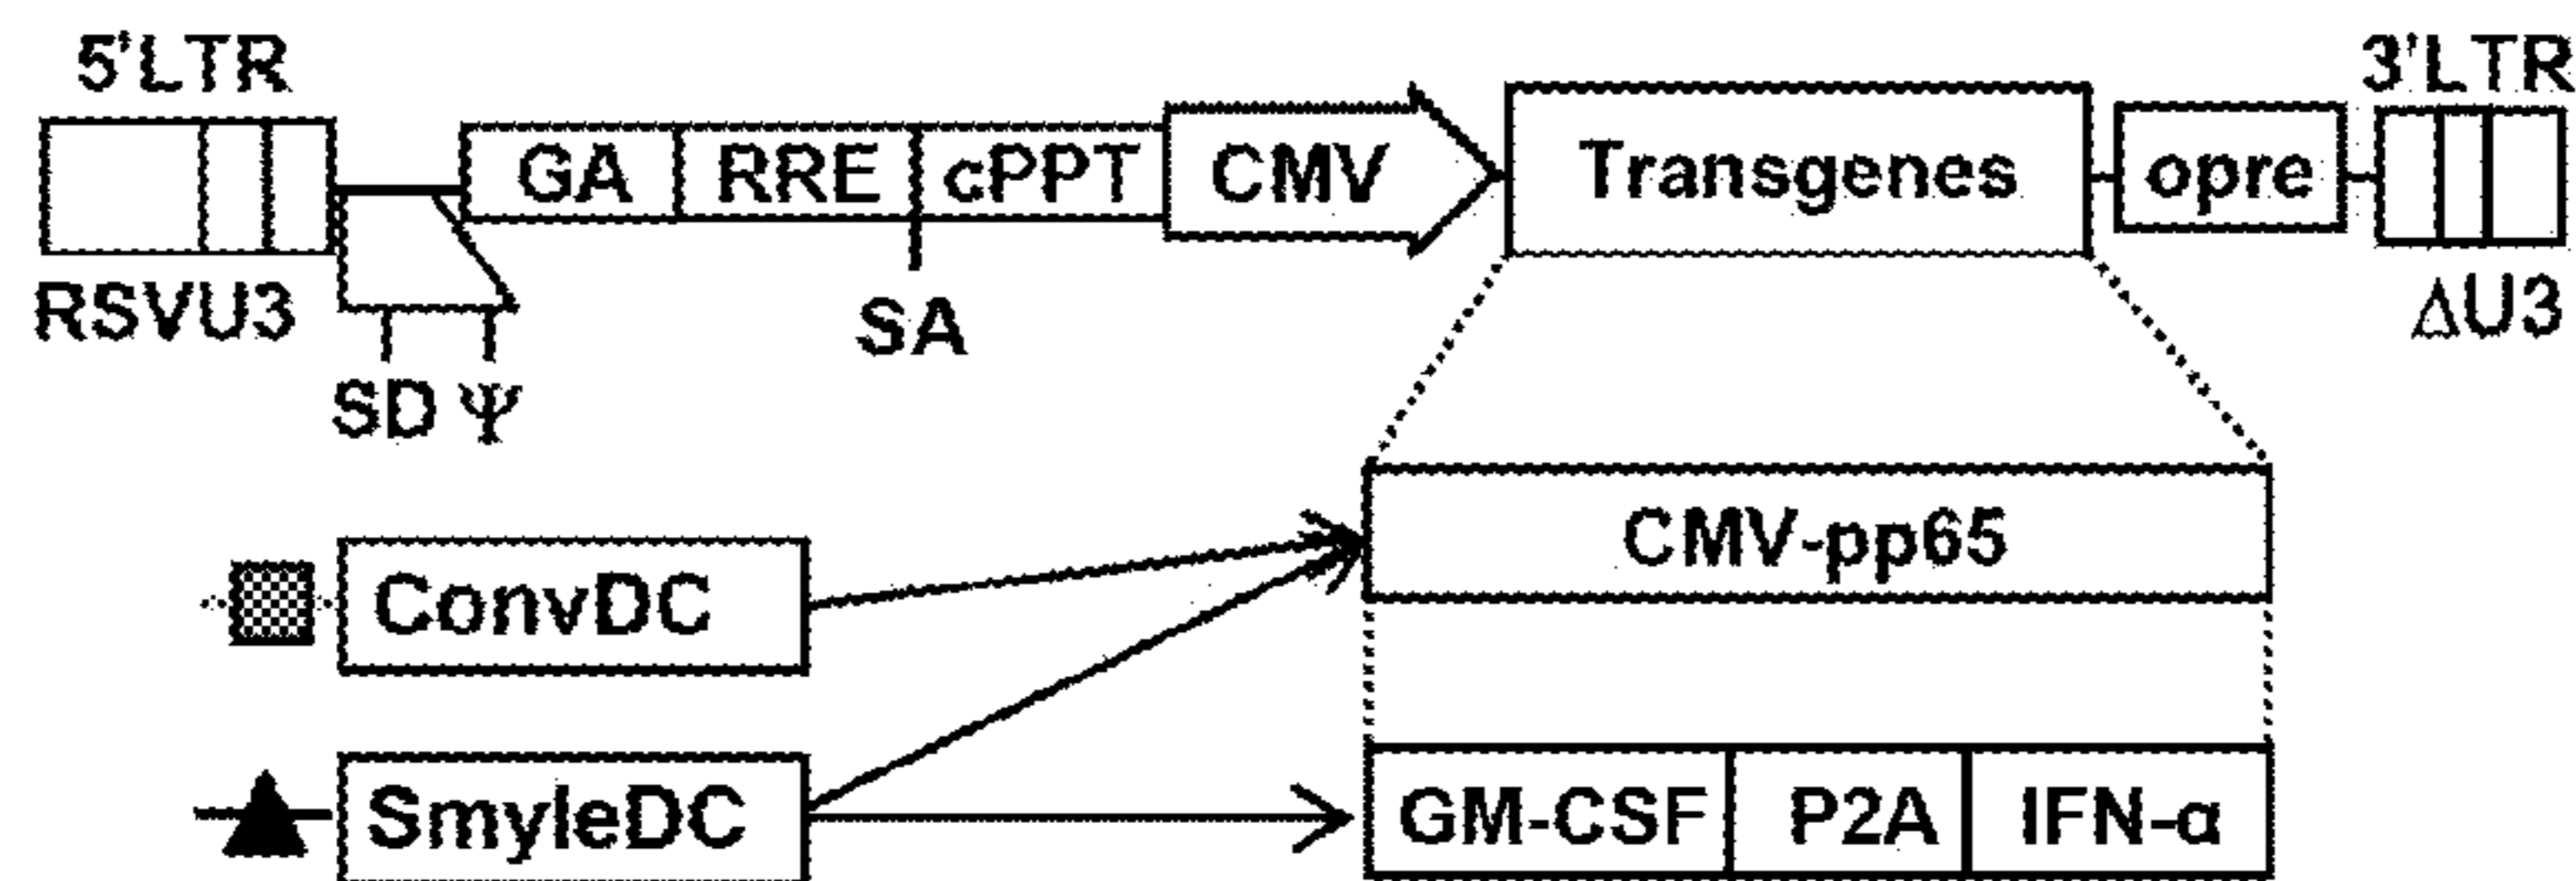 5'LTR
3'LTR
GA RRE cPPT CMV Transgenes opre
RSVU3
ΔU3
SA
SD Ψ
CMV-pp65
ConvDC
SmyleDC
GM-CSF P2A IFN-α